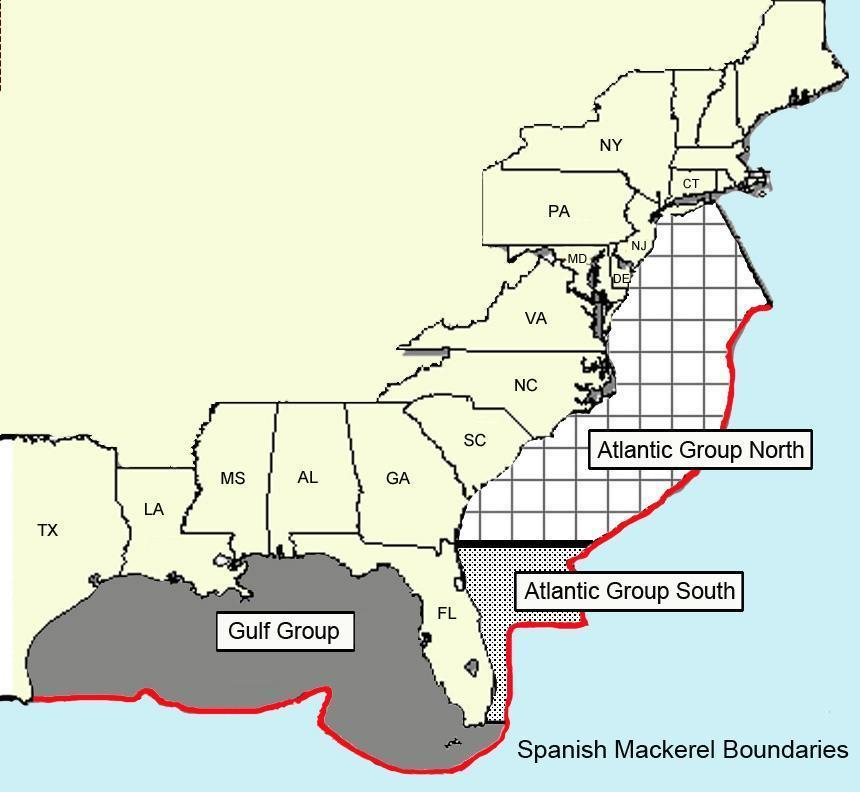 NY
CT
PA
NJ
MD
DE
VA
NC
Atlantic Group North
SC
MS
AL
GA
LA
TX
Atlantic Group South
FL
Gulf Group
Spanish Mackerel Boundaries